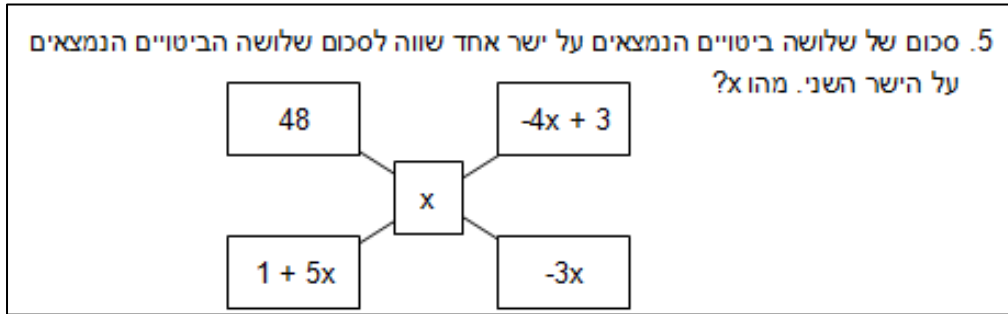 5. סכום של שלושה ביטויים הנמצאים על ישר אחד שווה לסכום שלושה הביטויים הנמצאים
על הישר השני. מהו x?
48
-4x + 3
x
1 + 5x
-3x